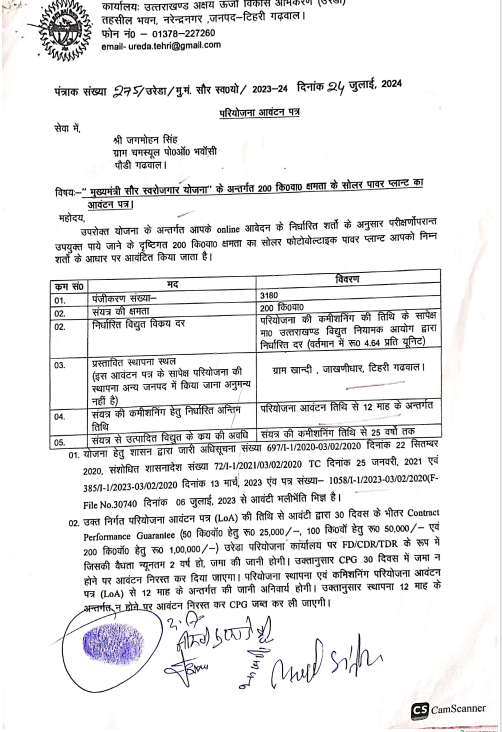 कार्यालयः उत्तराखण्ड अक्षय ऊर्जा विकास अभिकरण (उरेडा)
तहसील भवन, नरेन्द्रनगर ,जनपद–टिहरी गढ़वाल।
फोन नं0 – 01378-227260
email- ureda.tehri@gmail.com
पंत्राक संख्या 275/उरेडा/मु.मं. सौर स्व0यो/ 2023–24 दिनांक 24 जुलाई, 2024
परियोजना आवंटन पत्र
सेवा में,
श्री जगमोहन सिंह
ग्राम चमस्यूल पो0ऑ0 भवाँसी
पौडी गढवाल।
विषयः–" मुख्यमंत्री सौर स्वरोजगार योजना" के अन्तर्गत 200 कि0वा0 क्षमता के सोलर पावर प्लान्ट का
आवंटन पत्र।
महोदय,
उपरोक्त योजना के अन्तर्गत आपके online आवेदन के निर्धारित शर्तो के अनुसार परीक्षर्णोपरान्त
उपयुक्त पाये जाने के दृष्टिगत 200 कि0वा0 क्षमता का सोलर फोटोवोल्टाइक पावर प्लान्ट आपको निम्न
शर्तो के आधार पर आवंटित किया जाता है।
कम सं0 मद विवरण
01. पंजीकरण संख्या– 3180
02. संयत्र की क्षमता 200 कि0वा0
02. निर्धारित विद्युत विकय दर परियोजना की कमीशनिंग की तिथि के सापेक्ष
मा0 उत्तराखण्ड विद्युत नियामक आयोग द्वारा
निर्धारित दर (वर्तमान में रू0 4.64 प्रति यूनिट)
03. प्रस्तावित स्थापना स्थल
(इस आवंटन पत्र के सापेक्ष परियोजना की
स्थापना अन्य जनपद में किया जाना अनुमन्य
नहीं है)
ग्राम खान्दी , जाखणीधार, टिहरी गढवाल।
04. संयत्र की कमीशनिंग हेतु निर्धारित अन्तिम
तिथि
परियोजना आवंटन तिथि से 12 माह के अन्तर्गत
05. संयत्र से उत्पादित विद्युत के कय की अवधि संयत्र की कमीशनिंग तिथि से 25 वर्षो तक
01. योजना हेतु शासन द्वारा जारी अधिसूचना संख्या 697/I-1/2020-03/02/2020 दिनांक 22 सितम्बर
2020, संशोधित शासनादेश संख्या 72/I-1/2021/03/02/2020 TC दिनांक 25 जनवरी, 2021 एवं
385/I-1/2023-03/02/2020 दिनांक 13 मार्च, 2023 एंव पत्र संख्या– 1058/I-1/2023-03/02/2020(F-
File No.30740 दिनांक 06 जुलाई, 2023 से आवंटी भलीभेंति भिज्ञ है।
02. उक्त निर्गत परियोजना आवंटन पत्र (LoA) की तिथि से आवंटी द्वारा 30 दिवस के भीतर Contract
Performance Guarantee (50 कि0वॉ0 हेतु रू0 25,000/–, 100 कि0वॉ हेतु रू0 50,000/– एवं
200 कि0वॉ0 हेतु रू0 1,00,000/–) उरेडा परियोजना कार्यालय पर FD/CDR/TDR के रूप में
जिसकी वैधता न्यूनतम 2 वर्ष हो, जमा की जानी होगी। उक्तानुसार CPG 30 दिवस में जमा न
होने पर आवंटन निरस्त कर दिया जाएगा। परियोजना स्थापना एवं कमिशनिंग परियोजना आवंटन
पत्र (LoA) से 12 माह के अन्तर्गत की जानी अनिवार्य होगी। उक्तानुसार स्थापना 12 माह के
अन्तर्गत न होने पर आवंटन निरस्त कर CPG जब्त कर ली जाएगी।
CS CamScanner